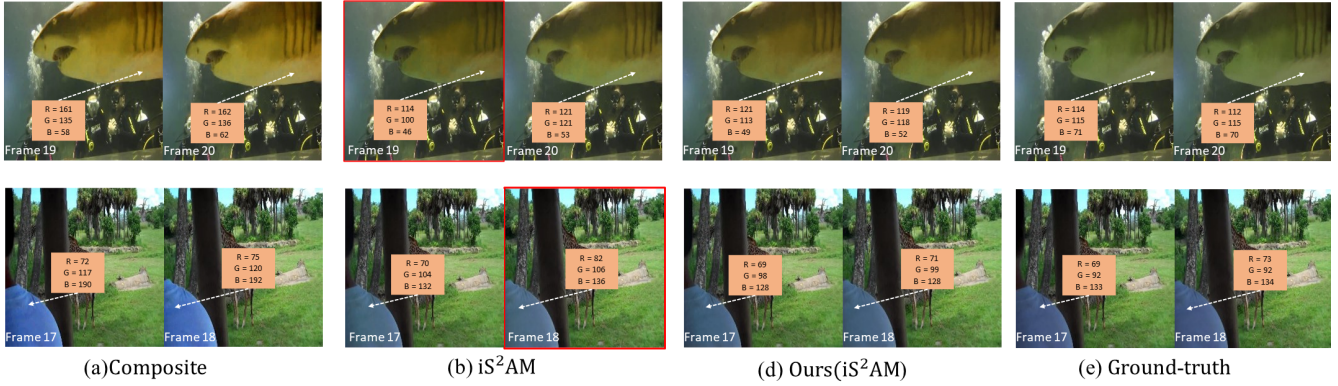 R = 161
G = 135
B = 58
Frame 19
R = 162
G = 136
B = 62
Frame 20
R = 114
G = 100
B = 46
Frame 19
R = 121
G = 121
B = 53
Frame 20
R = 121
G = 113
B = 49
Frame 19
R = 119
G = 118
B = 52
Frame 20
R = 114
G = 115
B = 71
Frame 19
R = 112
G = 115
B = 70
Frame 20
R = 72
G = 117
B = 190
Frame 17
R = 75
G = 120
B = 192
Frame 18
R = 70
G = 104
B = 132
Frame 17
R = 82
G = 106
B = 136
Frame 18
R = 69
G = 98
B = 128
Frame 17
R = 71
G = 99
B = 128
Frame 18
R = 69
G = 92
B = 133
Frame 17
R = 73
G = 92
B = 134
Frame 18
(a)Composite
(b) iS²AM
(d) Ours(iS²AM)
(e) Ground-truth